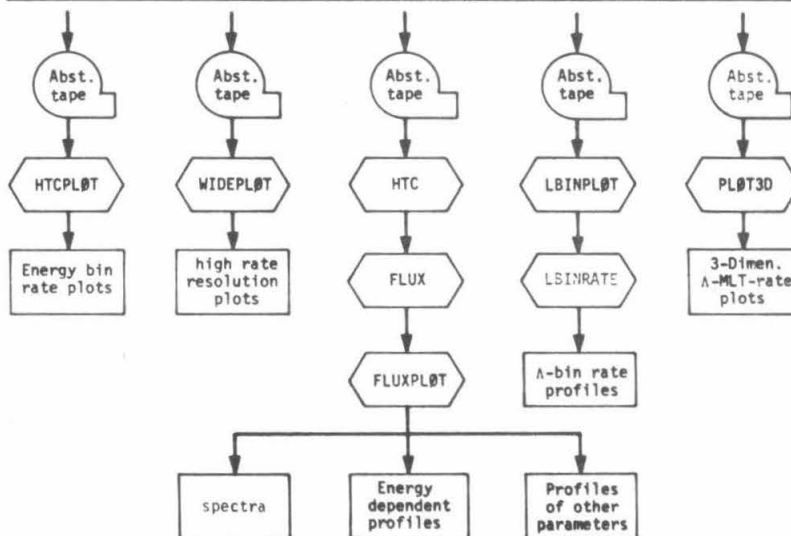 Abst.
tape
Abst.
tape
Abst.
tape
Abst.
tape
Abst.
tape
HTCPLØT
WIDEPLØT
HTC
LBINPLØT
PLØT3D
Energy bin
rate plots
high rate
resolution
plots
FLUX
LBINRATE
3-Dimen.
Λ-MLT-rate
plots
FLUXPLØT
Λ-bin rate
profiles
spectra
Energy
dependent
profiles
Profiles
of other
parameters